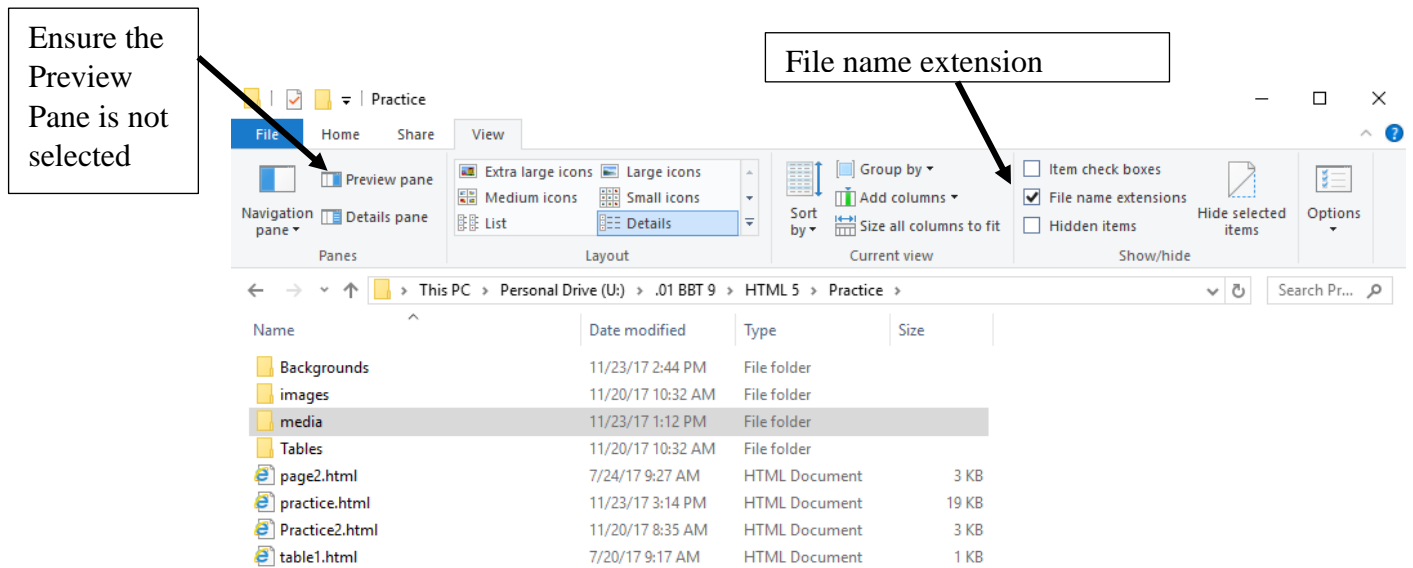 Ensure the
Preview
Pane is not
selected
File name extension
Practice
File Home Share View
Preview pane
Details pane
Navigation
pane
Panes
Extra large icons Large icons
Medium icons Small icons
List Details
Layout
Sort
by
Group by
Add columns
Size all columns to fit
Current view
Item check boxes
File name extensions
Hidden items
Hide selected
items
Show/hide
Options
This PC > Personal Drive (U:) > .01 BBT 9 > HTML 5 > Practice >
Search Pr...
Name Date modified Type Size
Backgrounds 11/23/17 2:44 PM File folder
images 11/20/17 10:32 AM File folder
media 11/23/17 1:12 PM File folder
Tables 11/20/17 10:32 AM File folder
page2.html 7/24/17 9:27 AM HTML Document 3 KB
practice.html 11/23/17 3:14 PM HTML Document 19 KB
Practice2.html 11/20/17 8:35 AM HTML Document 3 KB
table1.html 7/20/17 9:17 AM HTML Document 1 KB